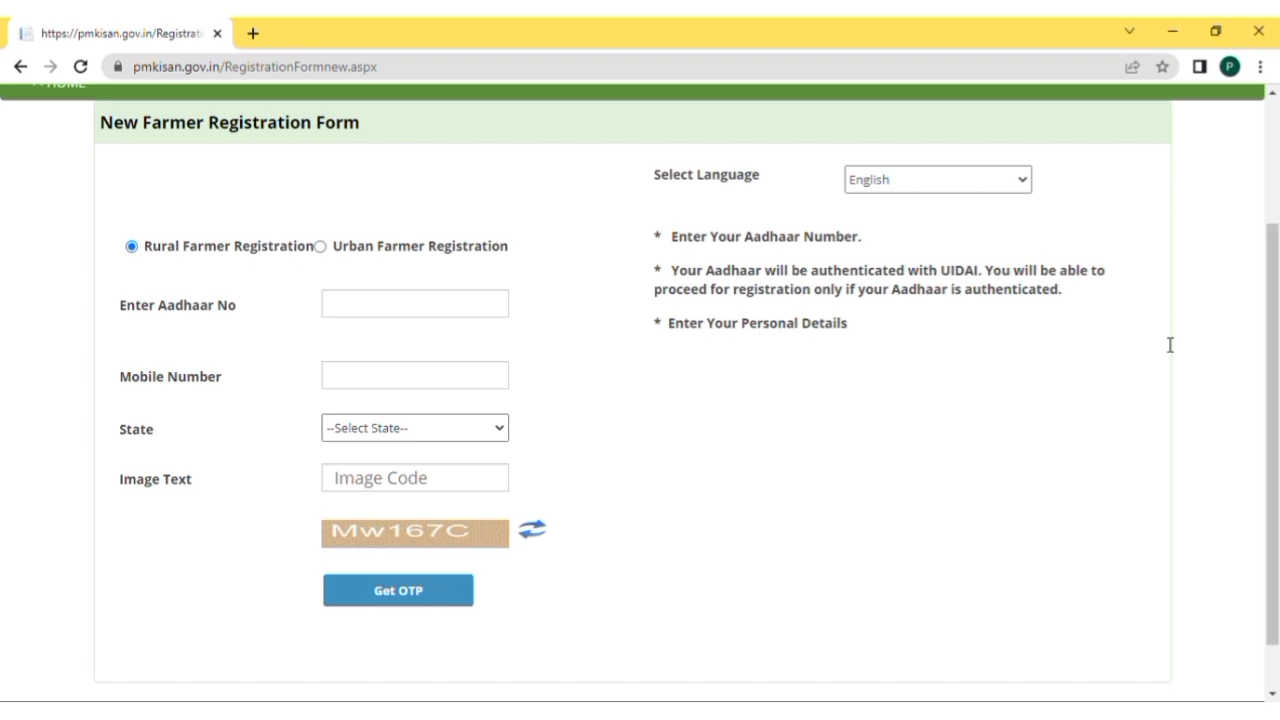 https://pmkisan.gov.in/Registrati
pmkisan.gov.in/RegistrationFormnew.aspx
P
HOME
New Farmer Registration Form
Select Language
English
Rural Farmer Registration
Urban Farmer Registration
* Enter Your Aadhaar Number.
* Your Aadhaar will be authenticated with UIDAI. You will be able to
proceed for registration only if your Aadhaar is authenticated.
* Enter Your Personal Details
Enter Aadhaar No
Mobile Number
State
--Select State--
Image Text
Image Code
Mw167C
Get OTP